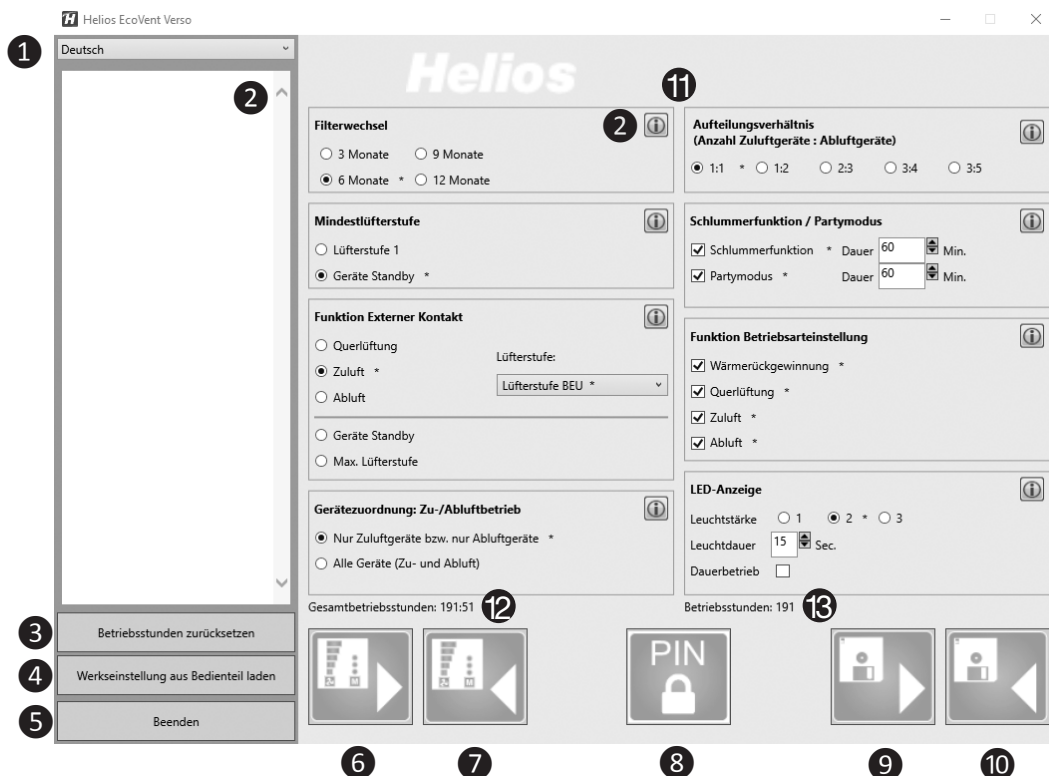 Helios EcoVent Verso
1
Deutsch
2
3
Betriebsstunden zurücksetzen
4
Werkseinstellung aus Bedienteil laden
5
Beenden
Helios
11
Filterwechsel
2
3 Monate 9 Monate
6 Monate * 12 Monate
Mindestlüfterstufe
Lüfterstufe 1
Geräte Standby *
Funktion Externer Kontakt
Querlüftung
Lüfterstufe:
Zuluft *
Lüfterstufe BEU *
Abluft
Geräte Standby
Max. Lüfterstufe
Gerätezuordnung: Zu-/Abluftbetrieb
Nur Zuluftgeräte bzw. nur Abluftgeräte *
Alle Geräte (Zu- und Abluft)
Gesamtbetriebsstunden: 191:51 12
Aufteilungsverhältnis
(Anzahl Zuluftgeräte : Abluftgeräte)
1:1 * 1:2 2:3 3:4 3:5
Schlummerfunktion / Partymodus
Schlummerfunktion * Dauer 60 Min.
Partymodus * Dauer 60 Min.
Funktion Betriebsarteinstellung
Wärmerückgewinnung *
Querlüftung *
Zuluft *
Abluft *
LED-Anzeige
Leuchtstärke 1 2 * 3
Leuchtdauer 15 Sec.
Dauerbetrieb
Betriebsstunden: 191 13
M
M
PIN
6 7 8 9 10